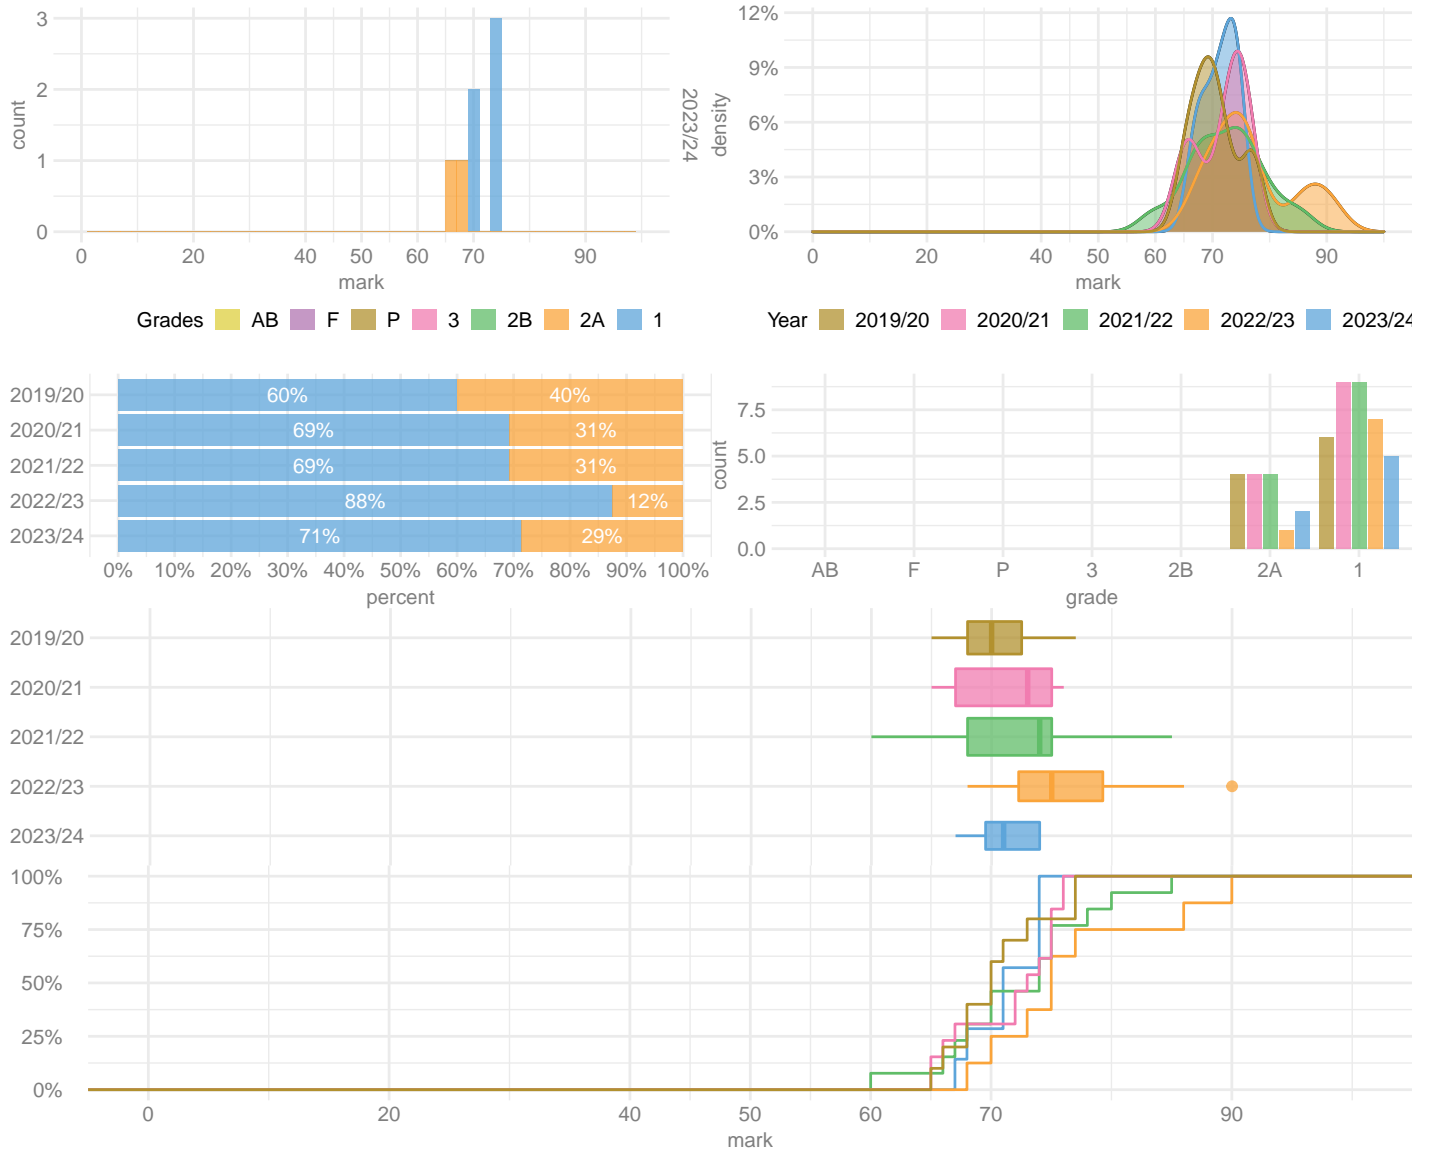 3
2
1
0
count
0
20
40
50
60
70
90
mark
2023/24
Grades AB F P 3 2B 2A 1
12%
9%
6%
3%
0%
density
0
20
40
50
60
70
90
mark
Year 2019/20 2020/21 2021/22 2022/23 2023/24
2019/20 60% 40%
2020/21 69% 31%
2021/22 69% 31%
2022/23 88% 12%
2023/24 71% 29%
0% 10% 20% 30% 40% 50% 60% 70% 80% 90% 100%
percent
7.5
5.0
2.5
0.0
count
AB F P 3 2B 2A 1
grade
2019/20
2020/21
2021/22
2022/23
2023/24
100%
75%
50%
25%
0%
0 20 40 50 60 70 90
mark